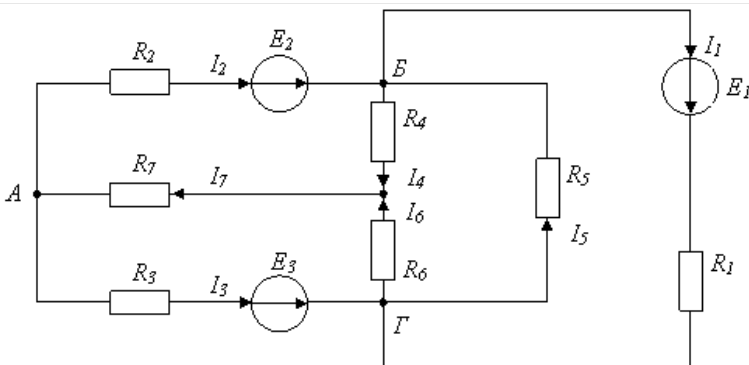 I₁
E₂
R₂ I₂ Б E₁
R₄
R₇ I₇ I₄ R₅
А
I₆ I₅
E₃
R₃ I₃ R₆ R₁
Г